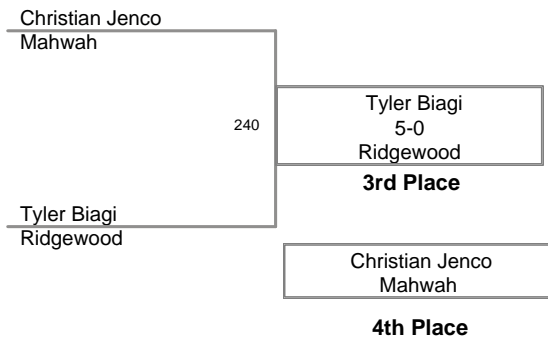 Christian Jenco
Mahwah
240
Tyler Biagi
5-0
Ridgewood
3rd Place
Tyler Biagi
Ridgewood
Christian Jenco
Mahwah
4th Place